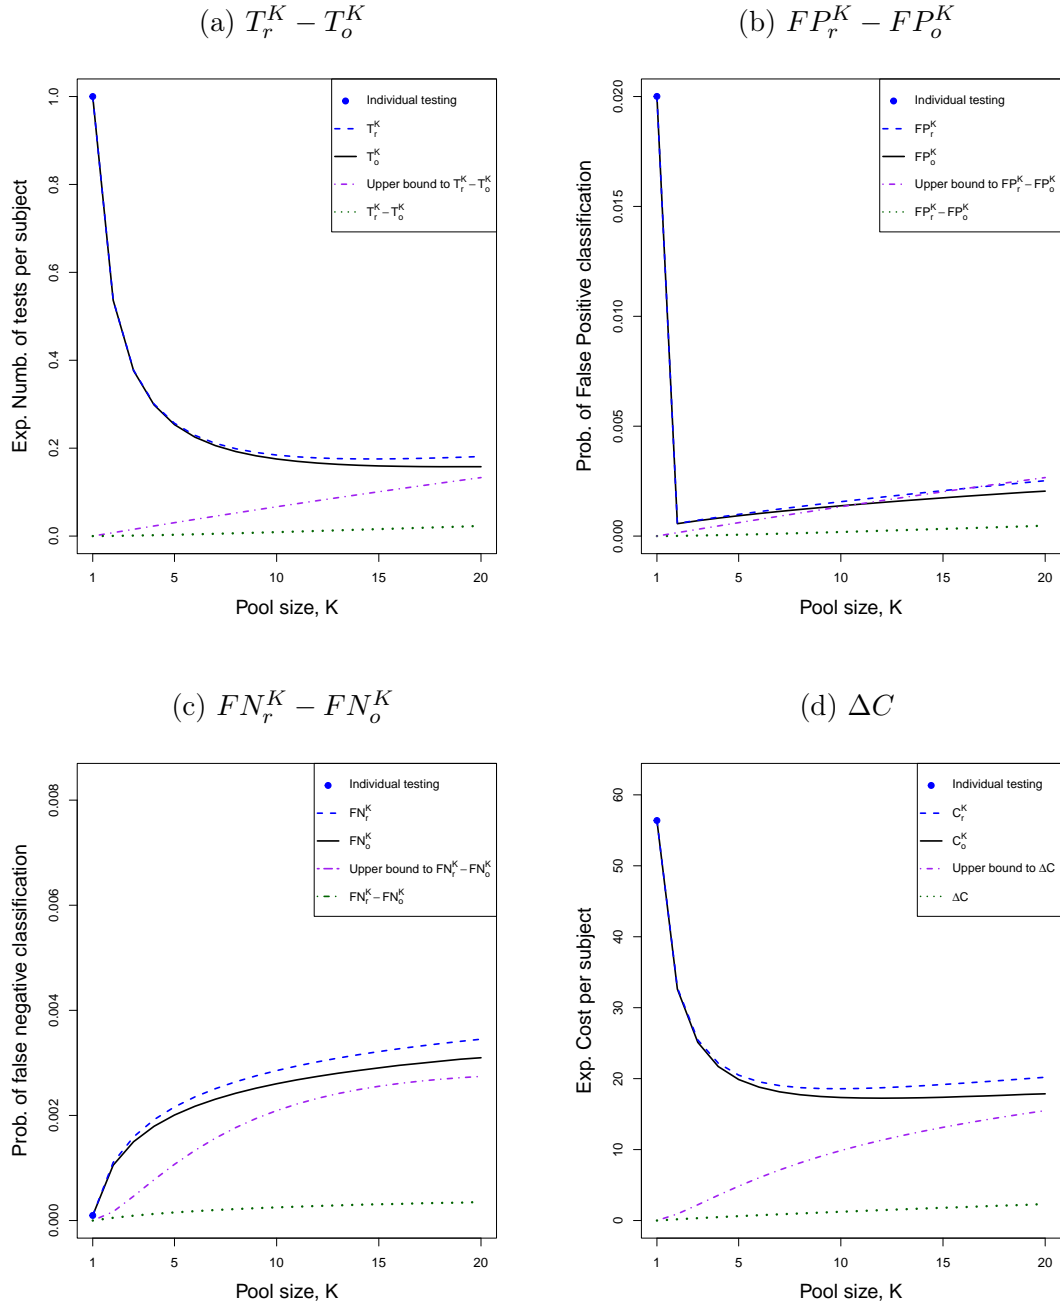 (a) $T_r^K - T_o^K$
Exp. Numb. of tests per subject
1.0
0.8
0.6
0.4
0.2
0.0
Individual testing
$T_r^K$
$T_o^K$
Upper bound to $T_r^K - T_o^K$
$T_r^K - T_o^K$
1 5 10 15 20
Pool size, K
(b) $FP_r^K - FP_o^K$
Prob. of False Positive classification
0.020
0.015
0.010
0.005
0.000
Individual testing
$FP_r^K$
$FP_o^K$
Upper bound to $FP_r^K - FP_o^K$
$FP_r^K - FP_o^K$
1 5 10 15 20
Pool size, K
(c) $FN_r^K - FN_o^K$
Prob. of false negative classification
0.008
0.006
0.004
0.002
0.000
Individual testing
$FN_r^K$
$FN_o^K$
Upper bound to $FN_r^K - FN_o^K$
$FN_r^K - FN_o^K$
1 5 10 15 20
Pool size, K
(d) $\Delta C$
Exp. Cost per subject
60
50
40
30
20
10
0
Individual testing
$C_r^K$
$C_o^K$
Upper bound to ΔC
ΔC
1 5 10 15 20
Pool size, K